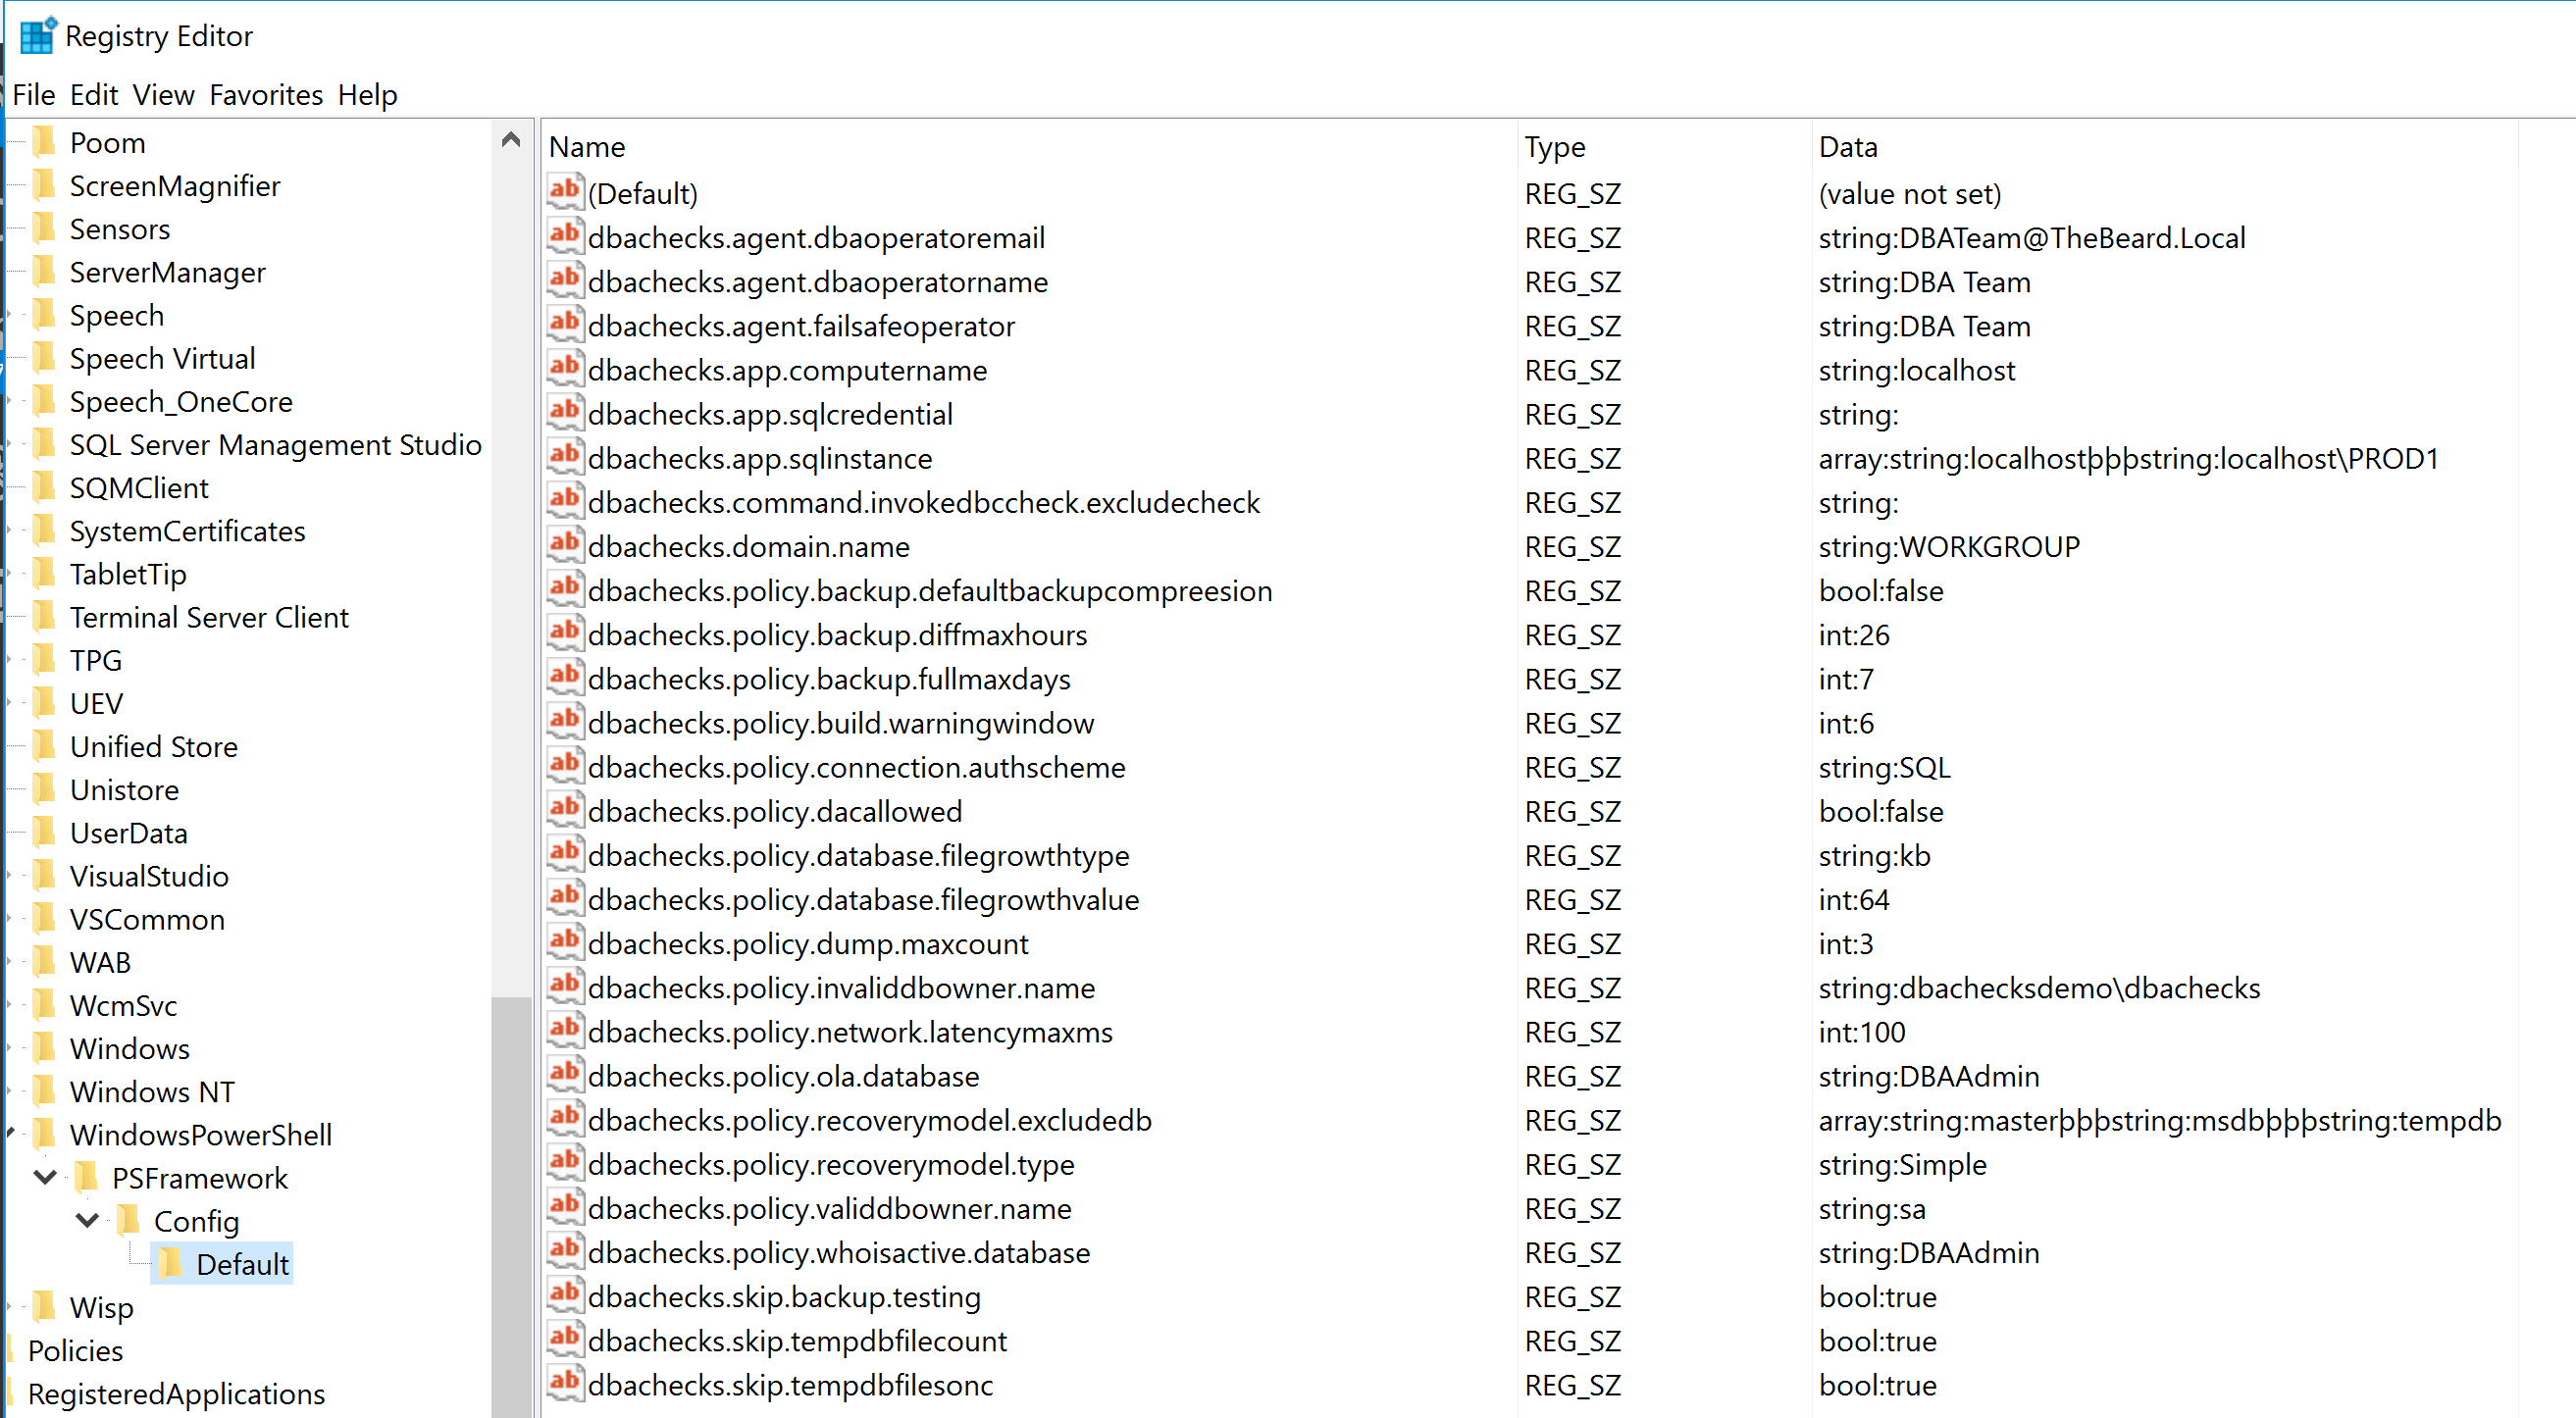 Registry Editor
File Edit View Favorites Help
Poom
ScreenMagnifier
Sensors
ServerManager
Speech
Speech Virtual
Speech_OneCore
SQL Server Management Studio
SQMClient
SystemCertificates
TabletTip
Terminal Server Client
TPG
UEV
Unified Store
Unistore
UserData
VisualStudio
VSCommon
WAB
WcmSvc
Windows
Windows NT
WindowsPowerShell
PSFramework
Config
Default
Wisp
Policies
RegisteredApplications
Name Type Data
(Default) REG_SZ (value not set)
dbachecks.agent.dbaoperatoremail REG_SZ string:DBATeam@TheBeard.Local
dbachecks.agent.dbaoperatorname REG_SZ string:DBA Team
dbachecks.agent.failsafeoperator REG_SZ string:DBA Team
dbachecks.app.computername REG_SZ string:localhost
dbachecks.app.sqlcredential REG_SZ string:
dbachecks.app.sqlinstance REG_SZ array:string:localhostþþþstring:localhost\PROD1
dbachecks.command.invokedbccheck.excludecheck REG_SZ string:
dbachecks.domain.name REG_SZ string:WORKGROUP
dbachecks.policy.backup.defaultbackupcompreesion REG_SZ bool:false
dbachecks.policy.backup.diffmaxhours REG_SZ int:26
dbachecks.policy.backup.fullmaxdays REG_SZ int:7
dbachecks.policy.build.warningwindow REG_SZ int:6
dbachecks.policy.connection.authscheme REG_SZ string:SQL
dbachecks.policy.dacallowed REG_SZ bool:false
dbachecks.policy.database.filegrowthtype REG_SZ string:kb
dbachecks.policy.database.filegrowthvalue REG_SZ int:64
dbachecks.policy.dump.maxcount REG_SZ int:3
dbachecks.policy.invaliddbowner.name REG_SZ string:dbachecksdemo\dbachecks
dbachecks.policy.network.latencymaxms REG_SZ int:100
dbachecks.policy.ola.database REG_SZ string:DBAAdmin
dbachecks.policy.recoverymodel.excludedb REG_SZ array:string:masterþþþstring:msdbþþþstring:tempdb
dbachecks.policy.recoverymodel.type REG_SZ string:Simple
dbachecks.policy.validdbowner.name REG_SZ string:sa
dbachecks.policy.whoisactive.database REG_SZ string:DBAAdmin
dbachecks.skip.backup.testing REG_SZ bool:true
dbachecks.skip.tempdbfilecount REG_SZ bool:true
dbachecks.skip.tempdbfilesonc REG_SZ bool:true